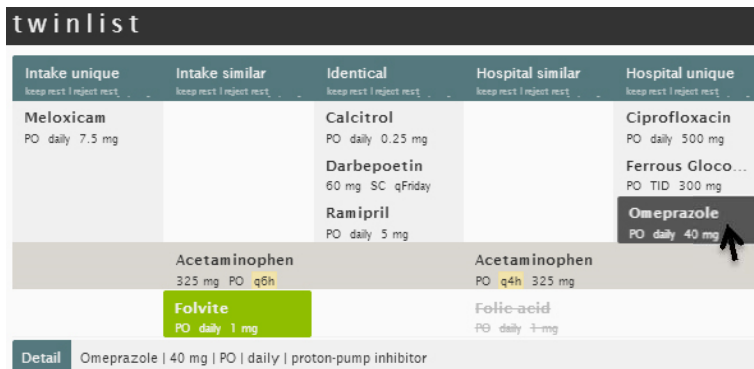 twinlist
Intake unique Intake similar Identical Hospital similar Hospital unique
keep rest | reject rest keep rest | reject rest keep rest | reject rest keep rest | reject rest keep rest | reject rest
Meloxicam Calcitrol Ciprofloxacin
PO daily 7.5 mg PO daily 0.25 mg PO daily 500 mg
Darbepoetin Ferrous Gloco...
60 mg SC qFriday PO TID 300 mg
Ramipril Omeprazole
PO daily 5 mg PO daily 40 mg
Acetaminophen Acetaminophen
325 mg PO q6h PO q4h 325 mg
Folvite Folic acid
PO daily 1 mg PO daily 1 mg
Detail Omeprazole | 40 mg | PO | daily | proton-pump inhibitor